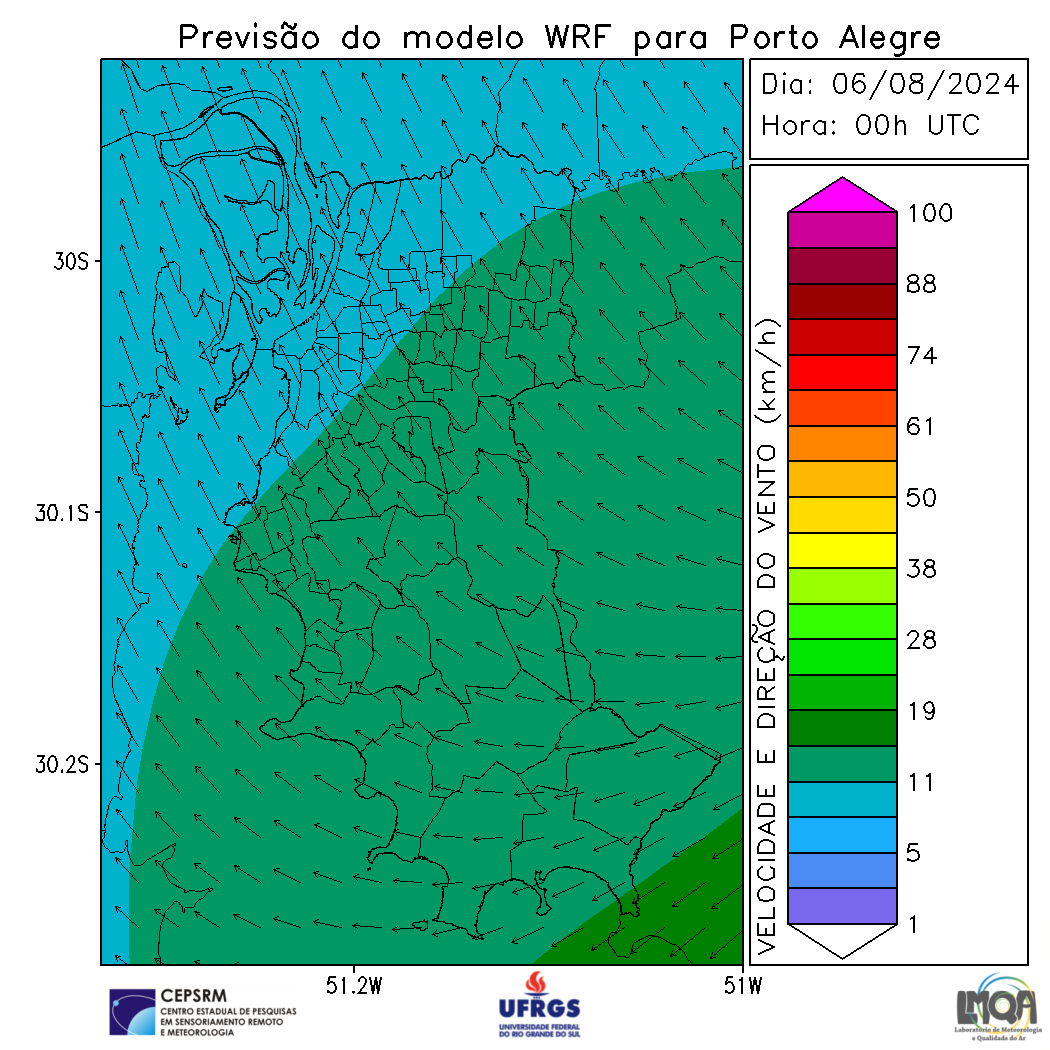 Previsão do modelo WRF para Porto Alegre
Dia: 06/08/2024
Hora: 00h UTC
30S
30.1S
30.2S
51.2W
51W
VELOCIDADE E DIREÇÃO DO VENTO (km/h)
100
88
74
61
50
38
28
19
11
5
1
CEPSRM
CENTRO ESTADUAL DE PESQUISAS
EM SENSORIAMENTO REMOTO
E METEOROLOGIA
UFRGS
UNIVERSIDADE FEDERAL
DO RIO GRANDE DO SUL
LMQA
Laboratório de Meteorologia
e Qualidade do Ar